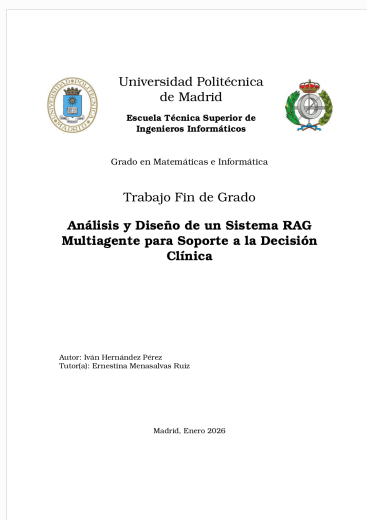 Universidad Politécnica
de Madrid
Escuela Técnica Superior de
Ingenieros Informáticos
Grado en Matemáticas e Informática
Trabajo Fin de Grado
Análisis y Diseño de un Sistema RAG
Multiagente para Soporte a la Decisión
Clínica
Autor: Iván Hernández Pérez
Tutor(a): Ernestina Menasalvas Ruiz
Madrid, Enero 2026